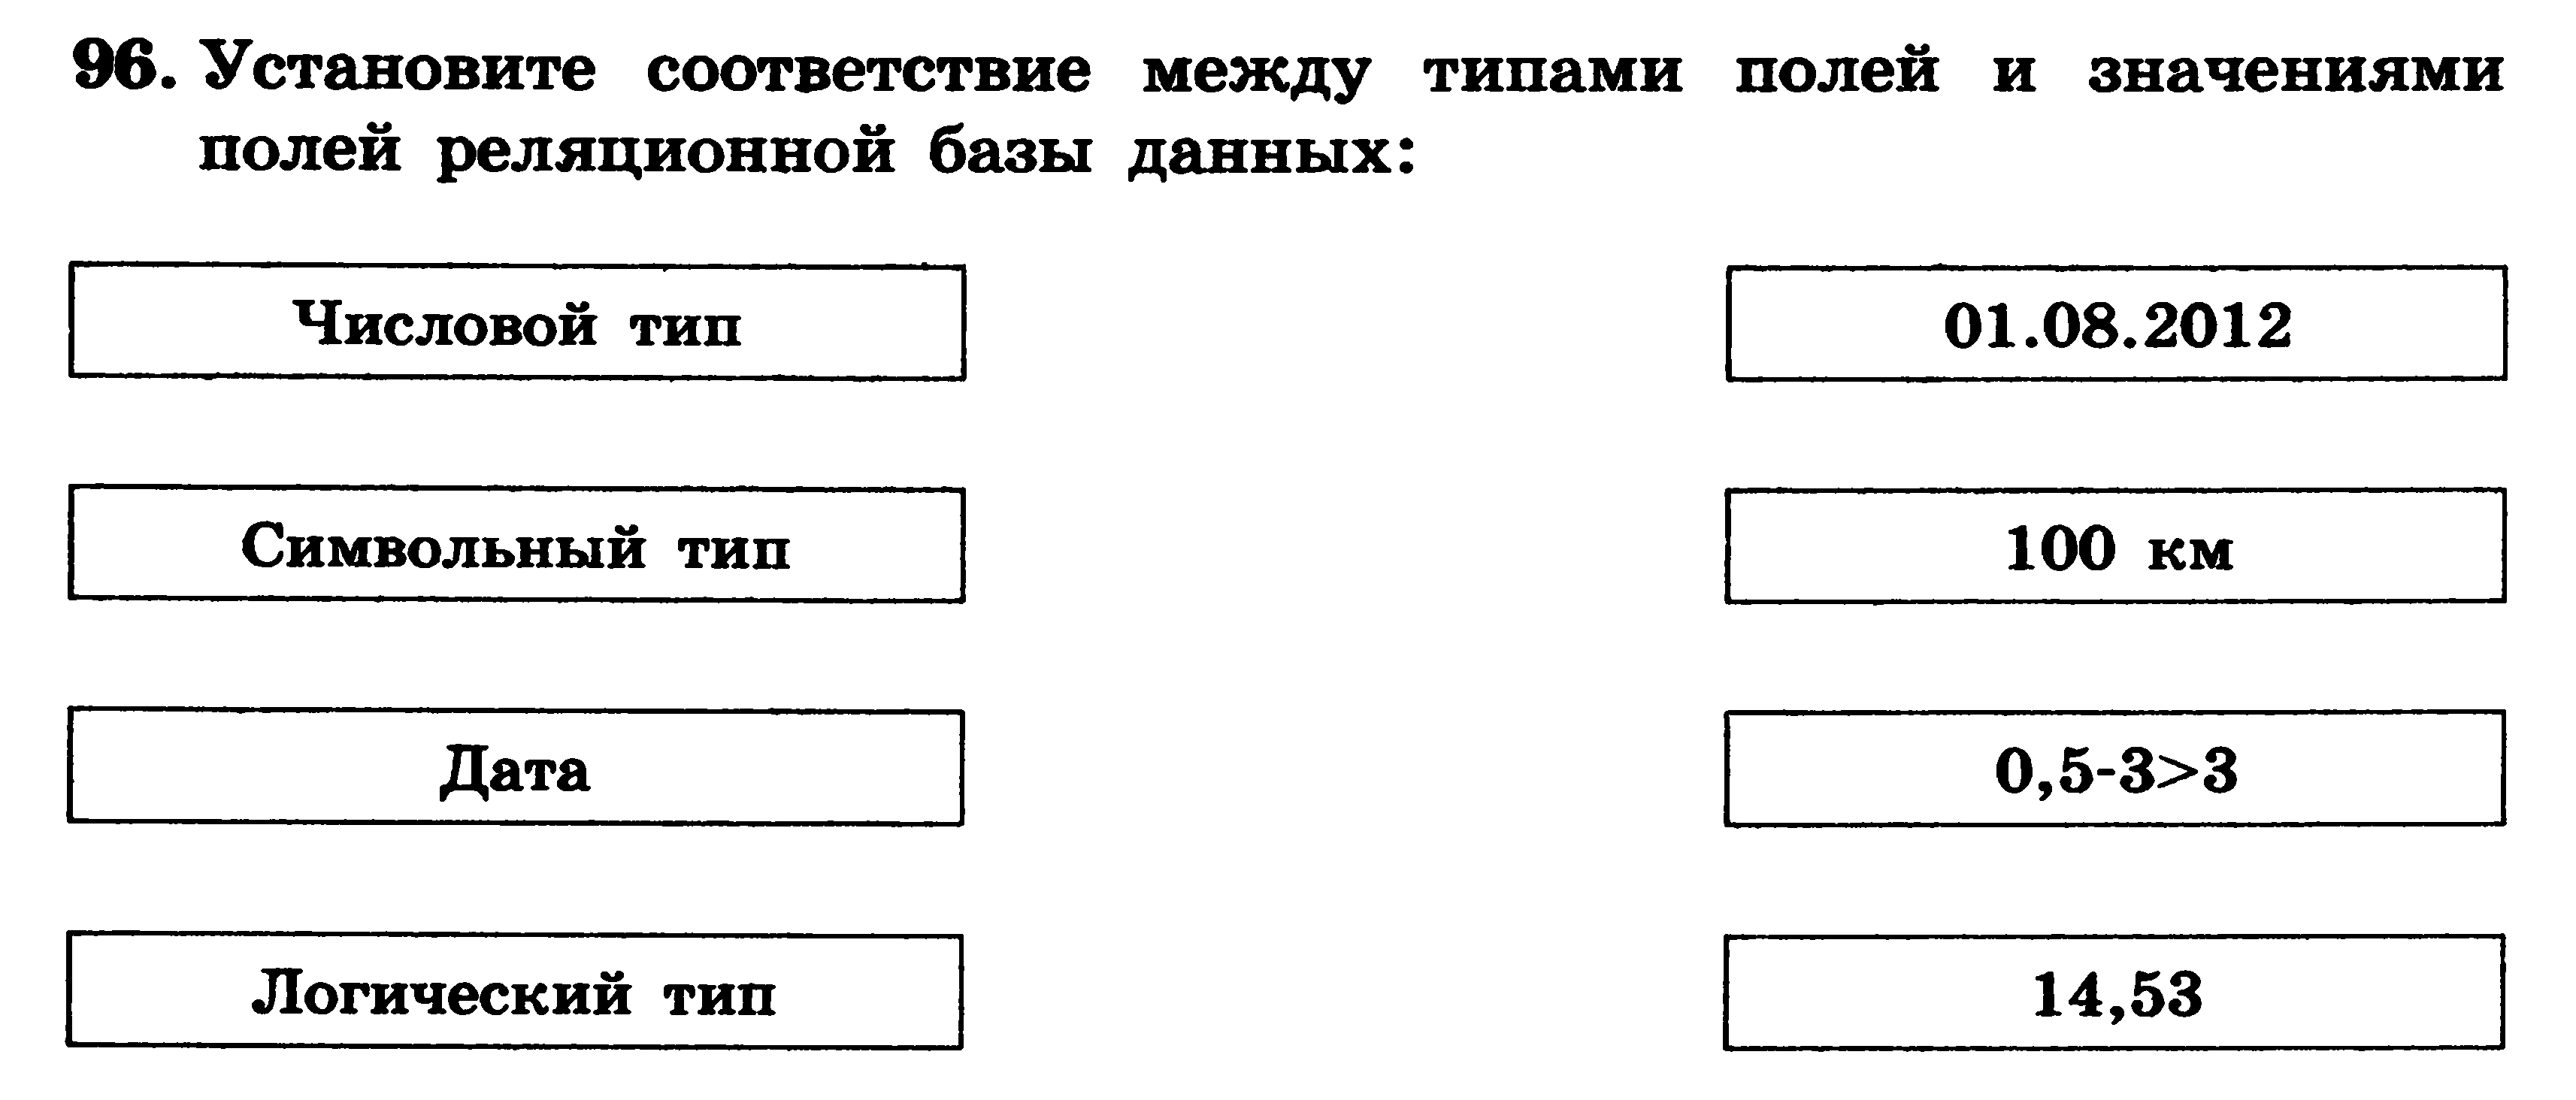 96. Установите соответствие между типами полей и значениями
полей реляционной базы данных:
Числовой тип
01.08.2012
Символьный тип
100 км
Дата
0,5-3>3
Логический тип
14,53